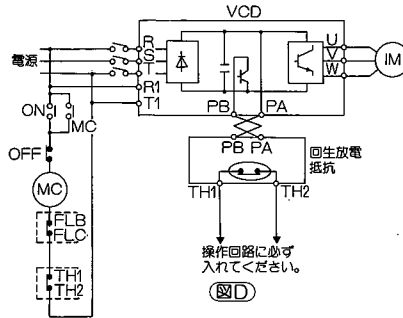 VCD
電源
R
S
T
R1
T1
U
V
W
IM
PB
PA
ON
MC
OFF
MC
PB PA
回生放電
抵抗
TH1
TH2
FLB
FLC
TH1
TH2
操作回路に必ず
入れてください。
図D